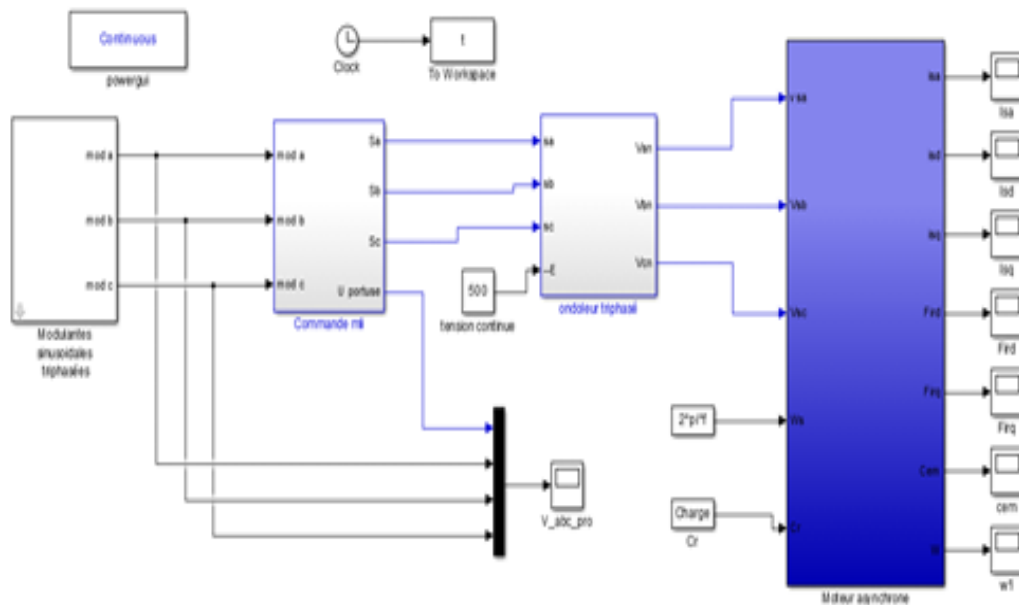 Continuous
powergui
Clock
t
To Workspace
mod a
mod b
mod c
Modulantes
sinusoidales
triphasées
mod a
mod b
mod c
Sa
Sb
Sc
U portuse
Commande mli
500
tension continue
sa
sb
sc
--E
Van
Vbn
Vcn
ondoleur triphasé
V_abc_pro
2*pi*f
Charge
Cr
Vsa
Vsb
Vsc
Ws
Cr
Isa
Isd
Isq
Fird
Firq
Cem
Moteur asynchrone
Isa
Isd
Isq
Fird
Firq
cem